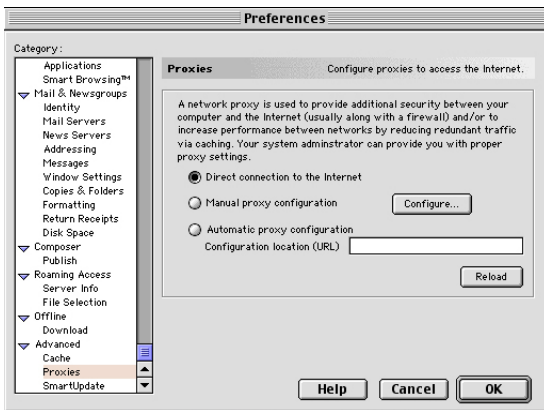 Preferences
Category:
Applications
Smart Browsing™
Mail & Newsgroups
Identity
Mail Servers
News Servers
Addressing
Messages
Window Settings
Copies & Folders
Formatting
Return Receipts
Disk Space
Composer
Publish
Roaming Access
Server Info
File Selection
Offline
Download
Advanced
Cache
Proxies
SmartUpdate
Proxies
Configure proxies to access the Internet.
A network proxy is used to provide additional security between your
computer and the Internet (usually along with a firewall) and/or to
increase performance between networks by reducing redundant traffic
via caching. Your system adminstrator can provide you with proper
proxy settings.
Direct connection to the Internet
Manual proxy configuration
Configure...
Automatic proxy configuration
Configuration location (URL)
Reload
Help
Cancel
OK